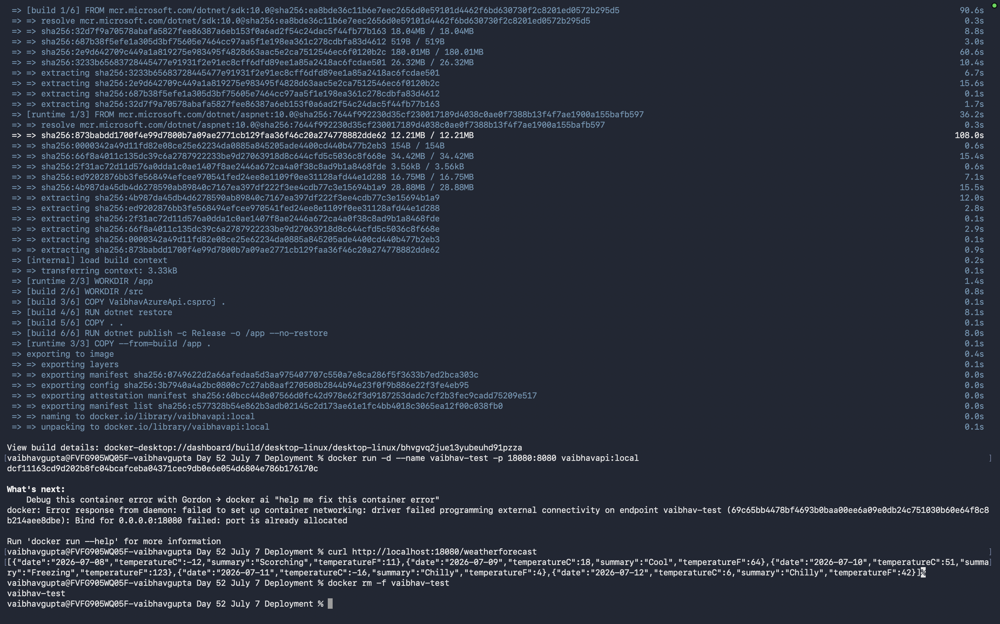 => [build 1/6] FROM mcr.microsoft.com/dotnet/sdk:10.0@sha256:ea8bde36c11b6e7eec2656d0e59101d4462f6bd630730f2c8201ed0572b295d5 90.6s
=> => resolve mcr.microsoft.com/dotnet/sdk:10.0@sha256:ea8bde36c11b6e7eec2656d0e59101d4462f6bd630730f2c8201ed0572b295d5 0.3s
=> => sha256:32d7f9a70578abafa5827fee86387a6eb153f0a6ad2f54c24dac5f44fb77b163 18.04MB / 18.04MB 8.8s
=> => sha256:687b38f5efe1a305d3bf75605e7464cc97aa5f1e198ea361c278cdbfa83d4612 519B / 519B 3.0s
=> => sha256:2e9d642709c449a1a819275e983495f4828d63aac5e2ca7512546ec6f0120b2c 180.01MB / 180.01MB 60.6s
=> => sha256:3233b65683728445477e91931f2e91ec8cff6dfd89ee1a85a2418ac6fcdae501 26.32MB / 26.32MB 10.4s
=> => extracting sha256:3233b65683728445477e91931f2e91ec8cff6dfd89ee1a85a2418ac6fcdae501 6.7s
=> => extracting sha256:2e9d642709c449a1a819275e983495f4828d63aac5e2ca7512546ec6f0120b2c 15.6s
=> => extracting sha256:687b38f5efe1a305d3bf75605e7464cc97aa5f1e198ea361c278cdbfa83d4612 0.1s
=> => extracting sha256:32d7f9a70578abafa5827fee86387a6eb153f0a6ad2f54c24dac5f44fb77b163 1.7s
=> [runtime 1/3] FROM mcr.microsoft.com/dotnet/aspnet:10.0@sha256:7644f992230d35cf230017189d4038c0ae0f7388b13f4f7ae1900a155bafb597 36.2s
=> => resolve mcr.microsoft.com/dotnet/aspnet:10.0@sha256:7644f992230d35cf230017189d4038c0ae0f7388b13f4f7ae1900a155bafb597 0.3s
=> => sha256:873babdd1700f4e99d7800b7a09ae2771cb129faa36f46c20a274778882dde62 12.21MB / 12.21MB 108.0s
=> => sha256:0000342a49d11fd82e08ce25e62234da0885a845205ade4400cd440b477b2eb3 154B / 154B 0.6s
=> => sha256:66f8a4011c135dc39c6a2787922233be9d27063918d8c644cfd5c5036c8f668e 34.42MB / 34.42MB 15.4s
=> => sha256:2f31ac72d11d576a0dda1c0ae1407f8ae2446a672ca4a0f38c8ad9b1a8468fde 3.56kB / 3.56kB 0.6s
=> => sha256:ed9202876bb3fe568494efcee970541fed24ee8e1109f0ee31128afd44e1d288 16.75MB / 16.75MB 7.1s
=> => sha256:4b987da45db4d6278590ab89840c7167ea397df222f3ee4cdb77c3e15694b1a9 28.88MB / 28.88MB 15.5s
=> => extracting sha256:4b987da45db4d6278590ab89840c7167ea397df222f3ee4cdb77c3e15694b1a9 12.0s
=> => extracting sha256:ed9202876bb3fe568494efcee970541fed24ee8e1109f0ee31128afd44e1d288 2.8s
=> => extracting sha256:2f31ac72d11d576a0dda1c0ae1407f8ae2446a672ca4a0f38c8ad9b1a8468fde 0.1s
=> => extracting sha256:66f8a4011c135dc39c6a2787922233be9d27063918d8c644cfd5c5036c8f668e 2.9s
=> => extracting sha256:0000342a49d11fd82e08ce25e62234da0885a845205ade4400cd440b477b2eb3 0.1s
=> => extracting sha256:873babdd1700f4e99d7800b7a09ae2771cb129faa36f46c20a274778882dde62 0.9s
=> [internal] load build context 0.2s
=> => transferring context: 3.33kB 0.1s
=> [runtime 2/3] WORKDIR /app 1.4s
=> [build 2/6] WORKDIR /src 0.8s
=> [build 3/6] COPY VaibhavAzureApi.csproj . 0.1s
=> [build 4/6] RUN dotnet restore 8.1s
=> [build 5/6] COPY . . 0.1s
=> [build 6/6] RUN dotnet publish -c Release -o /app --no-restore 8.0s
=> [runtime 3/3] COPY --from=build /app . 0.1s
=> exporting to image 0.4s
=> => exporting layers 0.1s
=> => exporting manifest sha256:0749622d2a66afedaa5d3aa975407707c550a7e8ca286f5f3633b7ed2bca303c 0.0s
=> => exporting config sha256:3b7940a4a2bc0800c7c27ab8aaf270508b2844b94e23f0f9b886e22f3fe4eb95 0.0s
=> => exporting attestation manifest sha256:60bcc448e07566d0fc42d978e62f3d9187253dadc7cf2b3fec9cadd75209e517 0.0s
=> => exporting manifest list sha256:c577328b54e862b3adb02145c2d173ae61e1fc4bb4018c3065ea12f00c038fb0 0.0s
=> => naming to docker.io/library/vaibhavapi:local 0.0s
=> => unpacking to docker.io/library/vaibhavapi:local 0.1s
View build details: docker-desktop://dashboard/build/desktop-linux/desktop-linux/bhvgvq2jue13yubeuhd91pzza
[vaibhavgupta@FVFG905WQ05F-vaibhavgupta Day 52 July 7 Deployment % docker run -d --name vaibhav-test -p 18080:8080 vaibhavapi:local ]
dcf11163cd9d202b8fc04bcafceba04371cec9db0e6e054d6804e786b176170c
What's next:
Debug this container error with Gordon → docker ai "help me fix this container error"
docker: Error response from daemon: failed to set up container networking: driver failed programming external connectivity on endpoint vaibhav-test (69c65bb4478bf4693b0baa00ee6a09e0db24c751030b60e64f8c8
b214aee8dbe): Bind for 0.0.0.0:18080 failed: port is already allocated
Run 'docker run --help' for more information
[vaibhavgupta@FVFG905WQ05F-vaibhavgupta Day 52 July 7 Deployment % curl http://localhost:18080/weatherforecast ]
[[{"date":"2026-07-08","temperatureC":-12,"summary":"Scorching","temperatureF":11},{"date":"2026-07-09","temperatureC":18,"summary":"Cool","temperatureF":64},{"date":"2026-07-10","temperatureC":51,"summa]
ry":"Freezing","temperatureF":123},{"date":"2026-07-11","temperatureC":-16,"summary":"Chilly","temperatureF":4},{"date":"2026-07-12","temperatureC":6,"summary":"Chilly","temperatureF":42}]%
vaibhavgupta@FVFG905WQ05F-vaibhavgupta Day 52 July 7 Deployment % docker rm -f vaibhav-test
vaibhav-test
vaibhavgupta@FVFG905WQ05F-vaibhavgupta Day 52 July 7 Deployment %